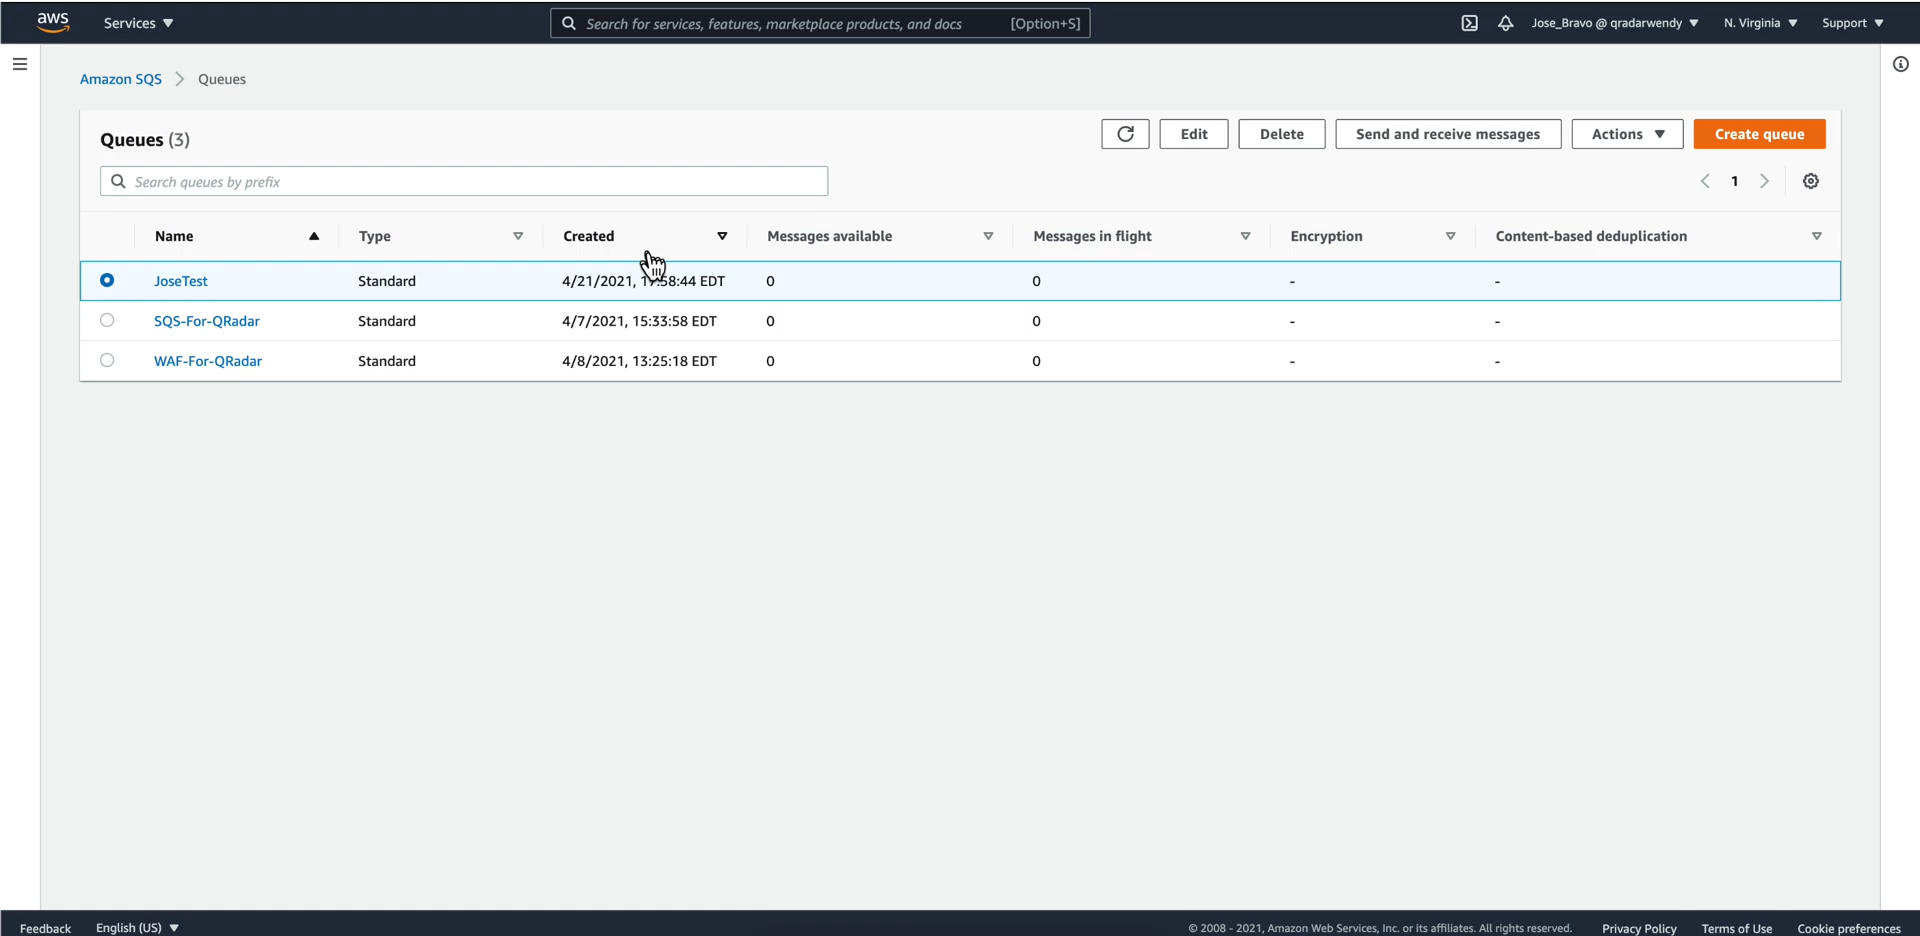 aws Services Search for services, features, marketplace products, and docs [Option+S] Jose_Bravo @ qradarwendy N. Virginia Support
Amazon SQS Queues
Queues (3) Edit Delete Send and receive messages Actions Create queue
Search queues by prefix 1
Name Type Created Messages available Messages in flight Encryption Content-based deduplication
JoseTest Standard 4/21/2021, 17:58:44 EDT 0 0 - -
SQS-For-QRadar Standard 4/7/2021, 15:33:58 EDT 0 0 - -
WAF-For-QRadar Standard 4/8/2021, 13:25:18 EDT 0 0 - -
Feedback English (US) © 2008 - 2021, Amazon Web Services, Inc. or its affiliates. All rights reserved. Privacy Policy Terms of Use Cookie preferences